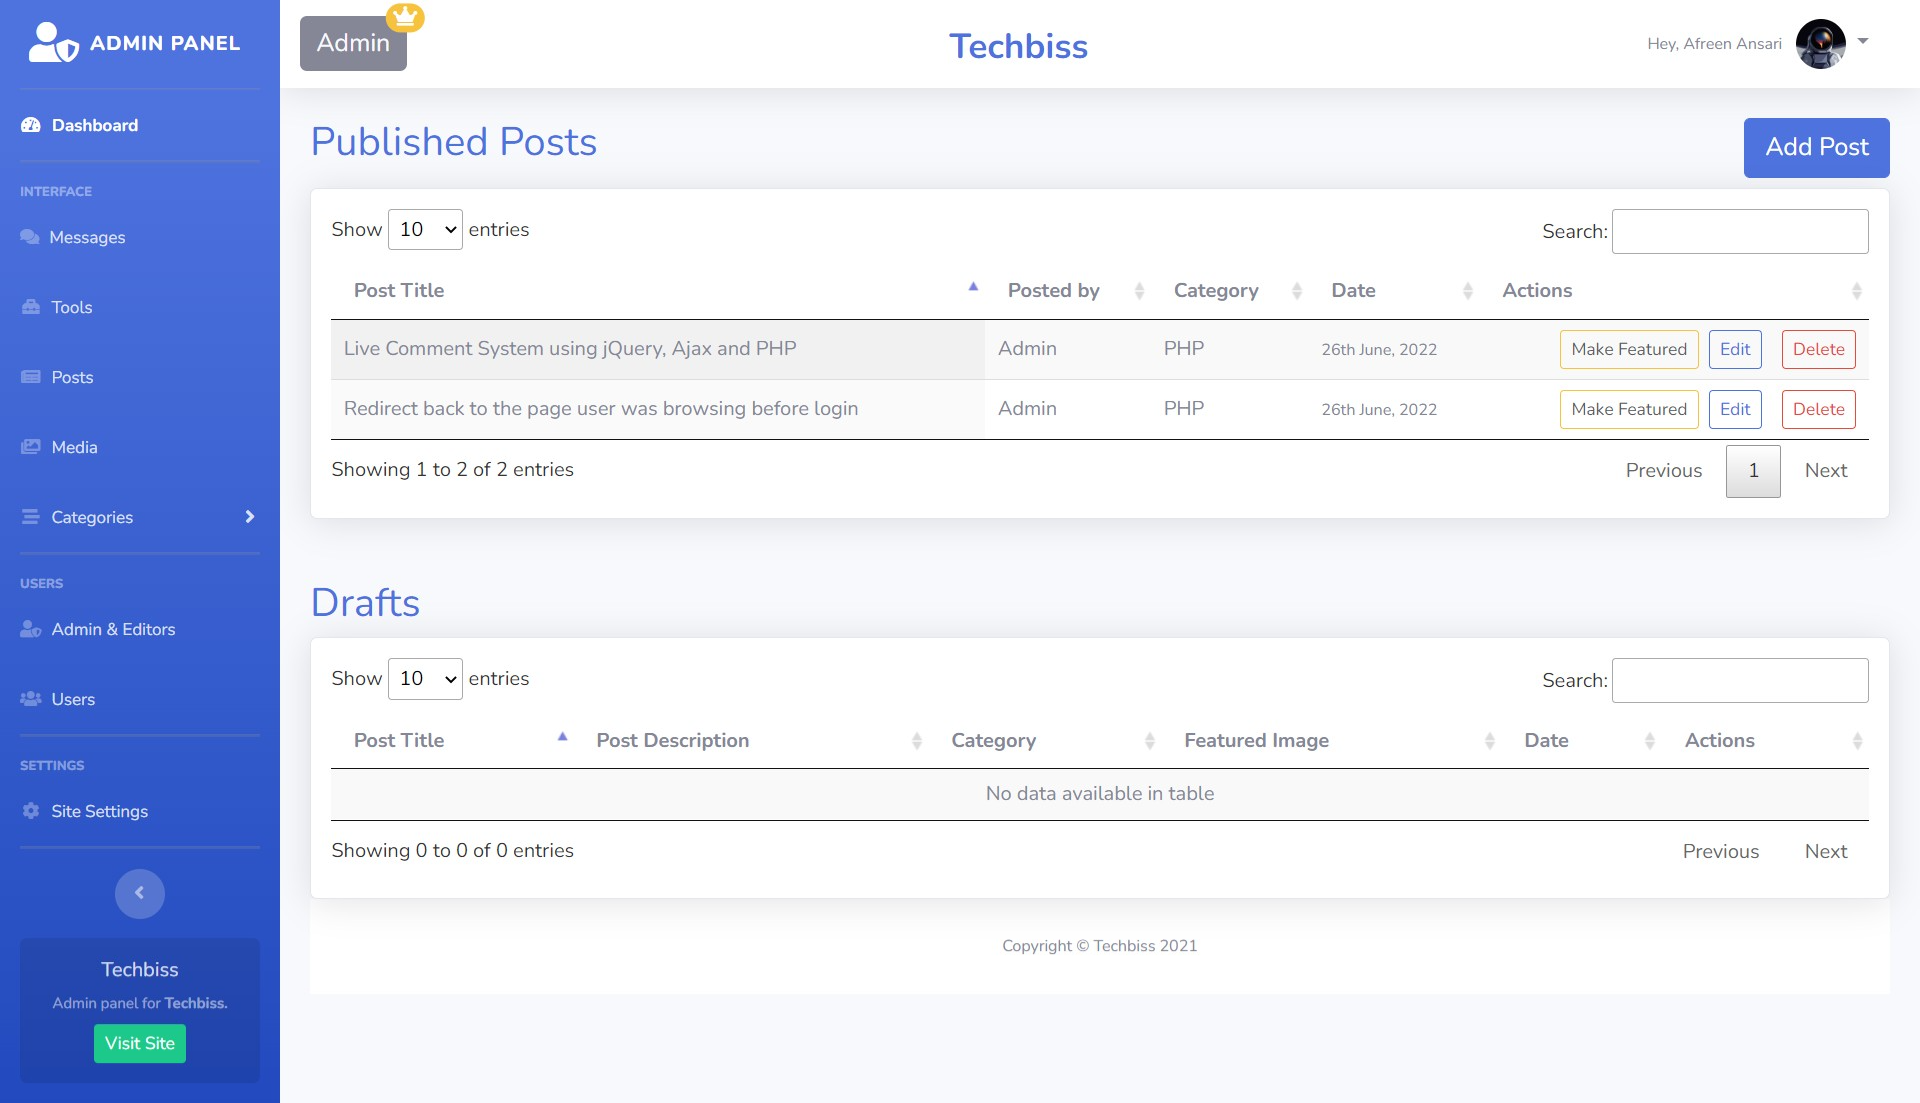 ADMIN PANEL
Dashboard
INTERFACE
Messages
Tools
Posts
Media
Categories
USERS
Admin & Editors
Users
SETTINGS
Site Settings
Techbiss
Admin panel for Techbiss.
Visit Site
Admin
Techbiss
Hey, Afreen Ansari
Published Posts
Add Post
Show 10 entries
Search:
Post Title Posted by Category Date Actions
Live Comment System using jQuery, Ajax and PHP Admin PHP 26th June, 2022 Make Featured Edit Delete
Redirect back to the page user was browsing before login Admin PHP 26th June, 2022 Make Featured Edit Delete
Showing 1 to 2 of 2 entries
Previous 1 Next
Drafts
Show 10 entries
Search:
Post Title Post Description Category Featured Image Date Actions
No data available in table
Showing 0 to 0 of 0 entries
Previous Next
Copyright © Techbiss 2021